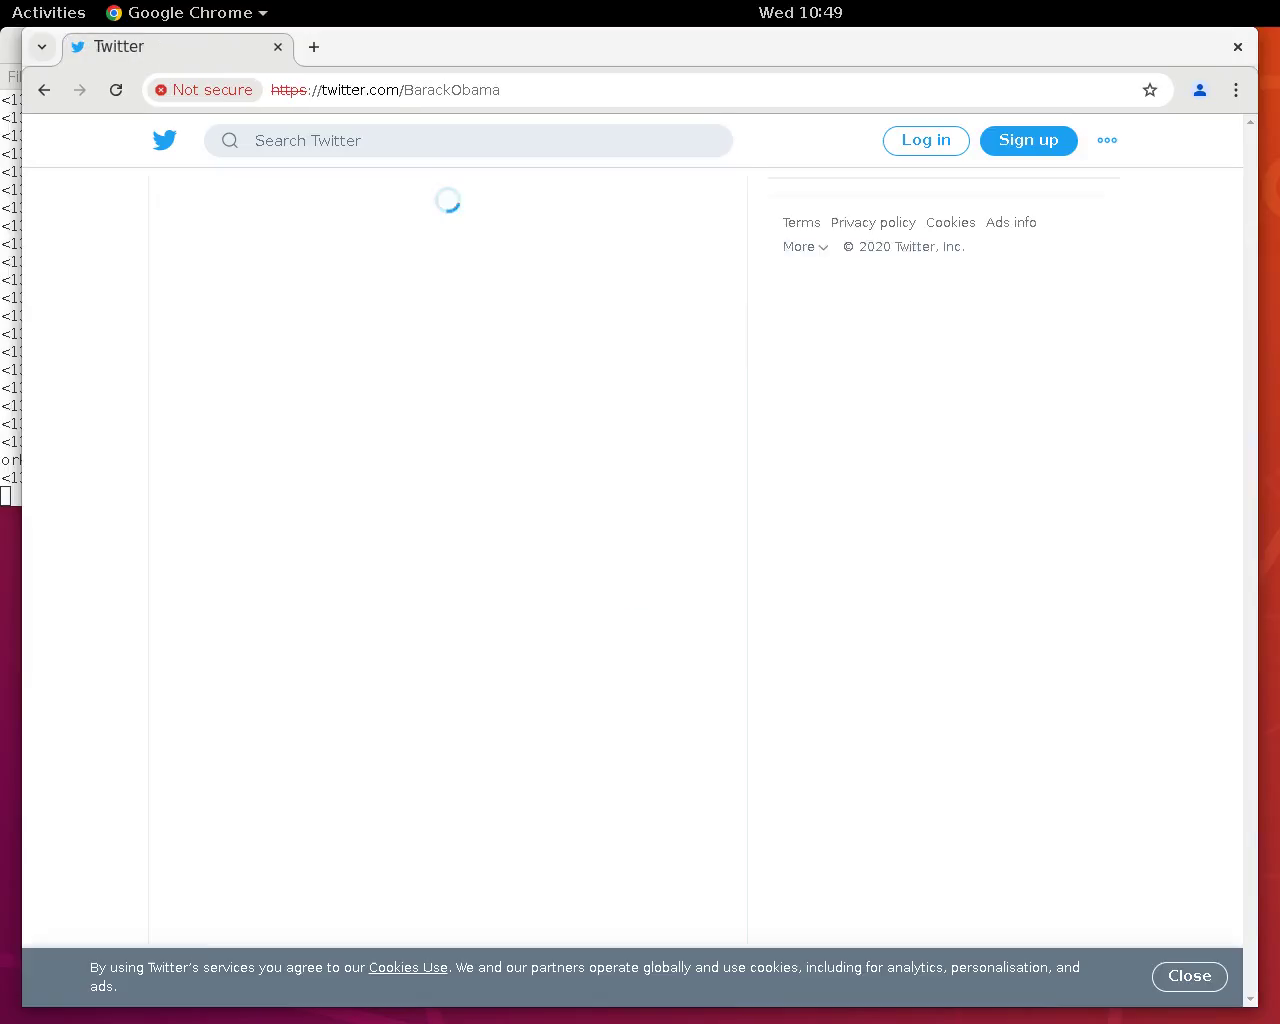 Activities Google Chrome Wed 10:49
Twitter
Not secure https://twitter.com/BarackObama
Search Twitter Log in Sign up
Terms Privacy policy Cookies Ads info
More © 2020 Twitter, Inc.
By using Twitter's services you agree to our Cookies Use. We and our partners operate globally and use cookies, including for analytics, personalisation, and
ads.
Close